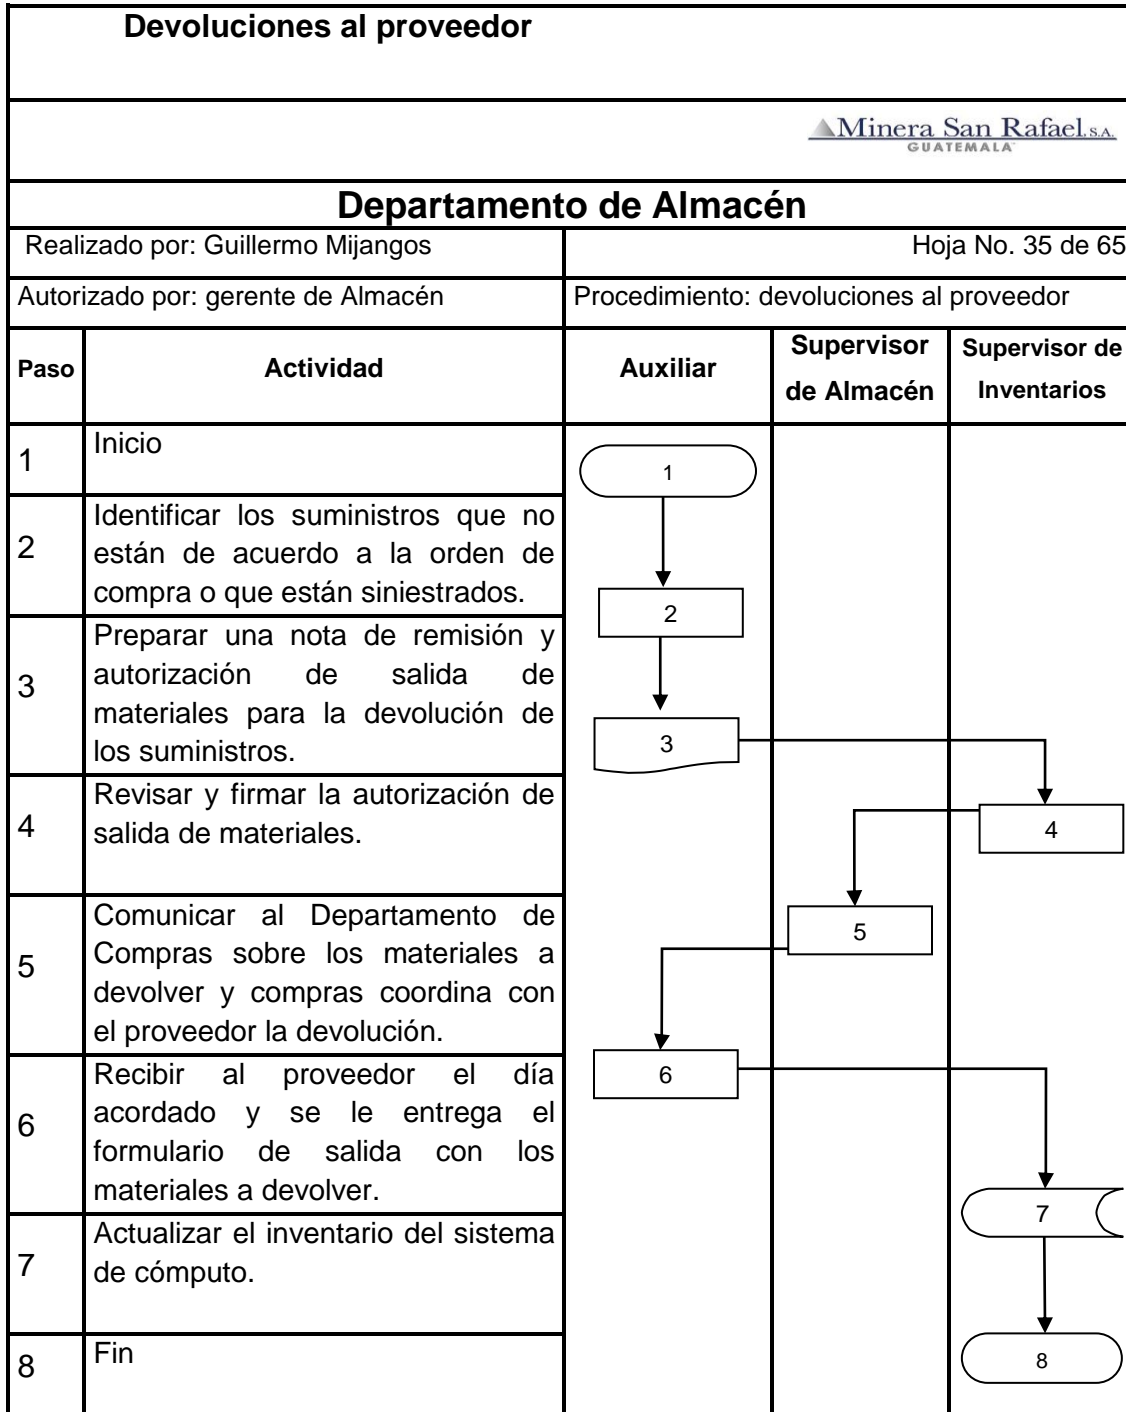 Devoluciones al proveedor
Minera San Rafael S.A.
GUATEMALA
Departamento de Almacén
Realizado por: Guillermo Mijangos
Hoja No. 35 de 65
Autorizado por: gerente de Almacén
Procedimiento: devoluciones al proveedor
Paso
Actividad
Auxiliar
Supervisor
de Almacén
Supervisor de
Inventarios
1
Inicio
1
2
Identificar los suministros que no
están de acuerdo a la orden de
compra o que están siniestrados.
2
3
Preparar una nota de remisión y
autorización de salida de
materiales para la devolución de
los suministros.
3
4
Revisar y firmar la autorización de
salida de materiales.
4
5
Comunicar al Departamento de
Compras sobre los materiales a
devolver y compras coordina con
el proveedor la devolución.
5
6
Recibir al proveedor el día
acordado y se le entrega el
formulario de salida con los
materiales a devolver.
6
7
Actualizar el inventario del sistema
de cómputo.
7
8
Fin
8